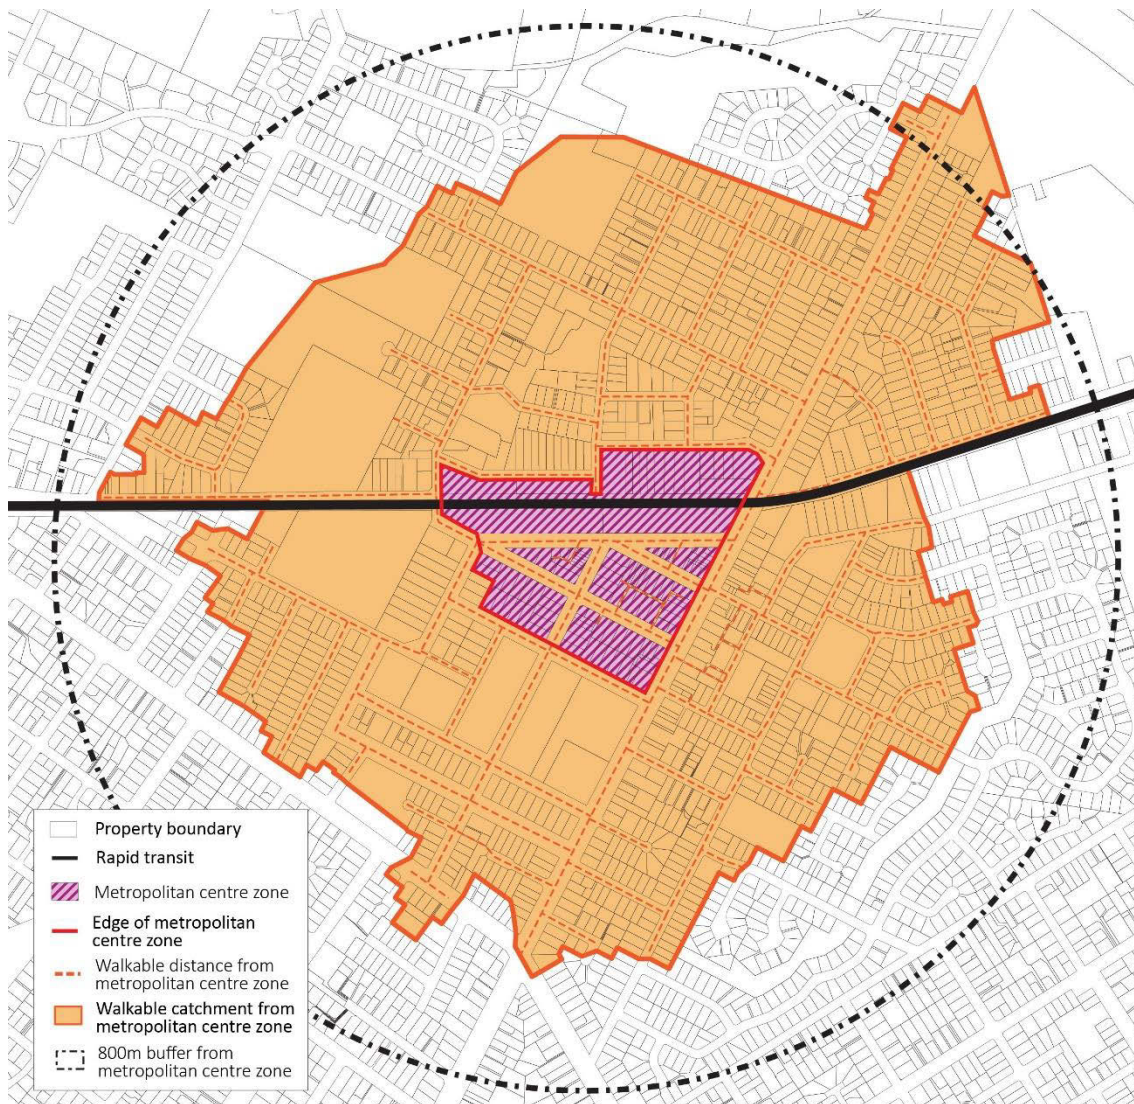 Property boundary
Rapid transit
Metropolitan centre zone
Edge of metropolitan
centre zone
Walkable distance from
metropolitan centre zone
Walkable catchment from
metropolitan centre zone
800m buffer from
metropolitan centre zone